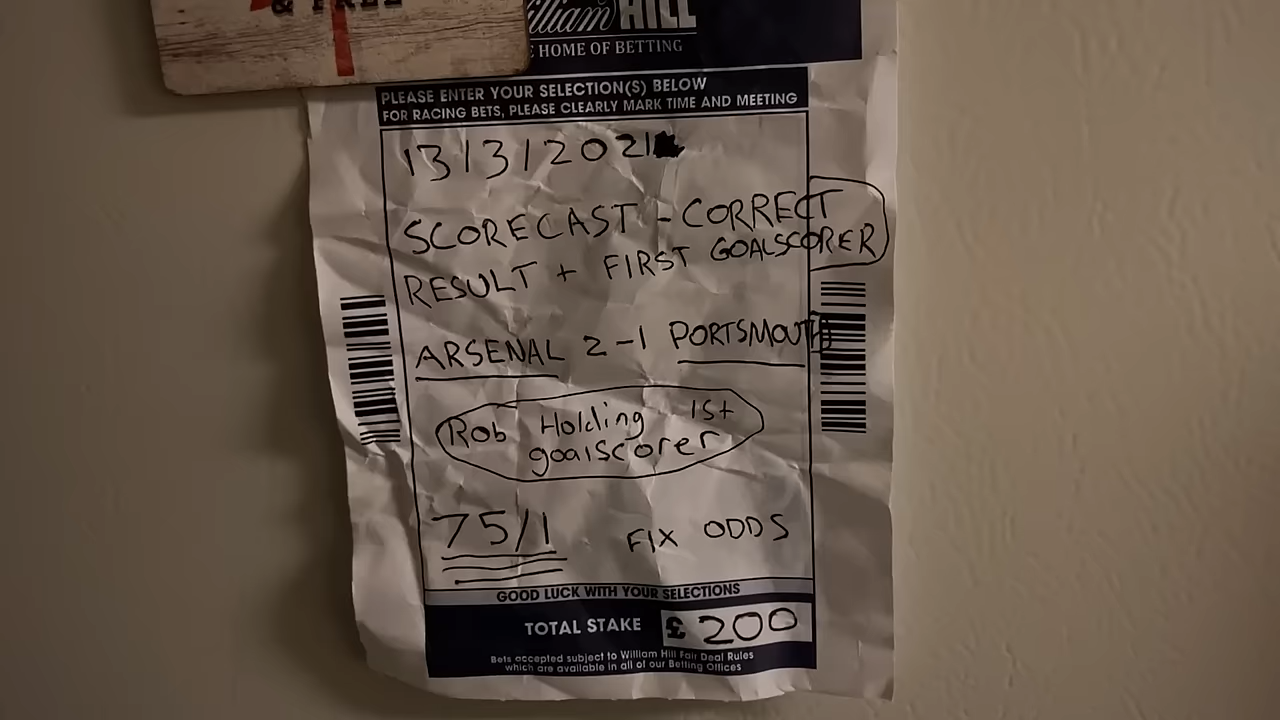 & FREE
William HILL
HOME OF BETTING
PLEASE ENTER YOUR SELECTION(S) BELOW
FOR RACING BETS, PLEASE CLEARLY MARK TIME AND MEETING
13/3/2021
SCORECAST - CORRECT
RESULT + FIRST GOALSCORER
ARSENAL 2-1 PORTSMOUTH
Rob Holding 1st
goalscorer
75/1 FIX ODDS
GOOD LUCK WITH YOUR SELECTIONS
TOTAL STAKE £ 200
Bets accepted subject to William Hill Fair Deal Rules
which are available in all of our Betting Offices